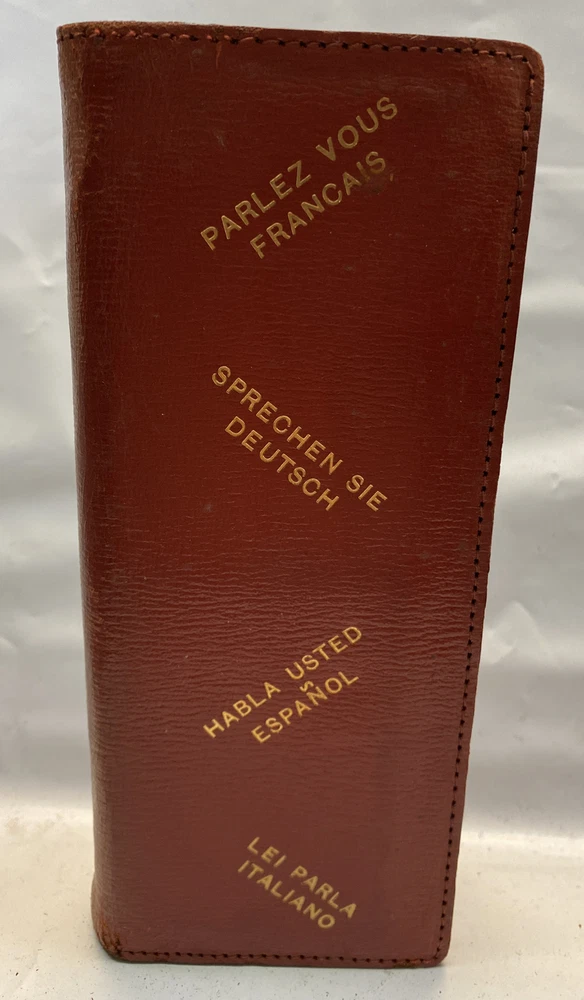 PARLEZ VOUS
FRANCAIS
SPRECHEN SIE
DEUTSCH
HABLA USTED
ESPAÑOL
LEI PARLA
ITALIANO